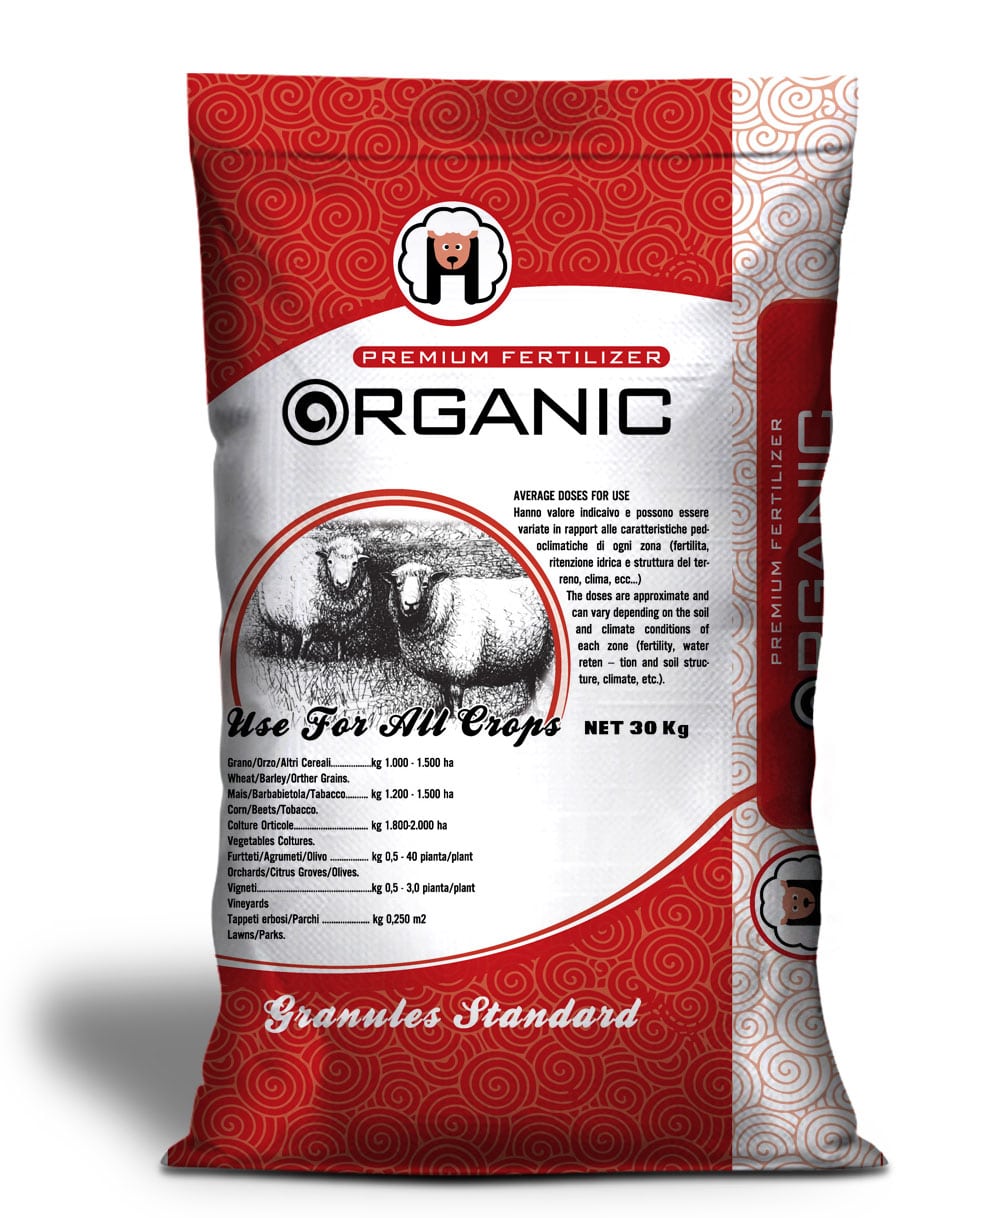 PREMIUM FERTILIZER
ORGANIC
AVERAGE DOSES FOR USE
Hanno valore indicaivo e possono essere
variate in rapport alle caratteristiche ped-
oclimatiche di ogni zona (fertilita,
ritenzione idrica e struttura del ter-
reno, clima, ecc...)
The doses are approximate and
can vary depending on the soil
and climate conditions of
each zone (fertility, water
reten – tion and soil struc-
ture, climate, etc.).
Use For All Crops
NET 30 Kg
Grano/Orzo/Altri Cereali..................kg 1.000 - 1.500 ha
Wheat/Barley/Orther Grains.
Mais/Barbabietola/Tabacco.......... kg 1.200 - 1.500 ha
Corn/Beets/Tobacco.
Colture Orticole................................. kg 1.800-2.000 ha
Vegetables Coltures.
Furtteti/Agrumeti/Olivo ................. kg 0,5 - 40 pianta/plant
Orchards/Citrus Groves/Olives.
Vigneti...................................................kg 0,5 - 3,0 pianta/plant
Vineyards
Tappeti erbosi/Parchi ..................... kg 0,250 m2
Lawns/Parks.
Granules Standard
PREMIUM FERTILIZER
ORGANIC